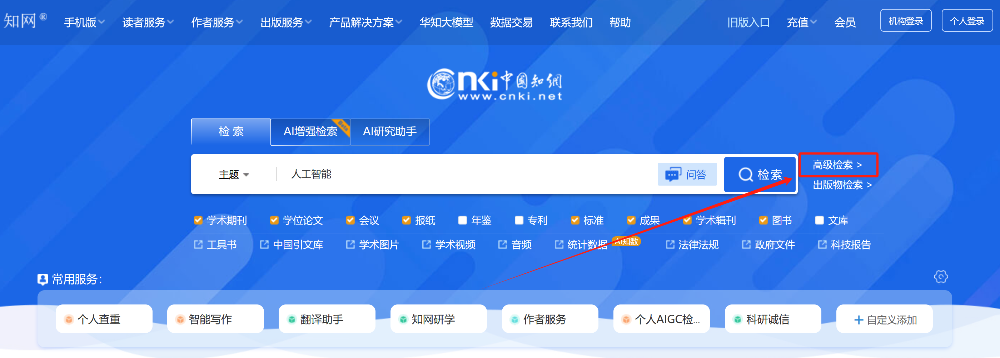 知网® 手机版 读者服务 作者服务 出版服务 产品解决方案 华知大模型 数据交易 联系我们 帮助 旧版入口 充值 会员 机构登录 个人登录
cnki中国知網
www.cnki.net
检 索 AI增强检索 Beta AI研究助手
主题 人工智能 问答 检索 高级检索 >
出版物检索 >
学术期刊 学位论文 会议 报纸 年鉴 专利 标准 成果 学术辑刊 图书 文库
工具书 中国引文库 学术图片 学术视频 音频 统计数据 AI知数 法律法规 政府文件 科技报告
常用服务：
个人查重 智能写作 翻译助手 知网研学 作者服务 个人AIGC检... 科研诚信 + 自定义添加